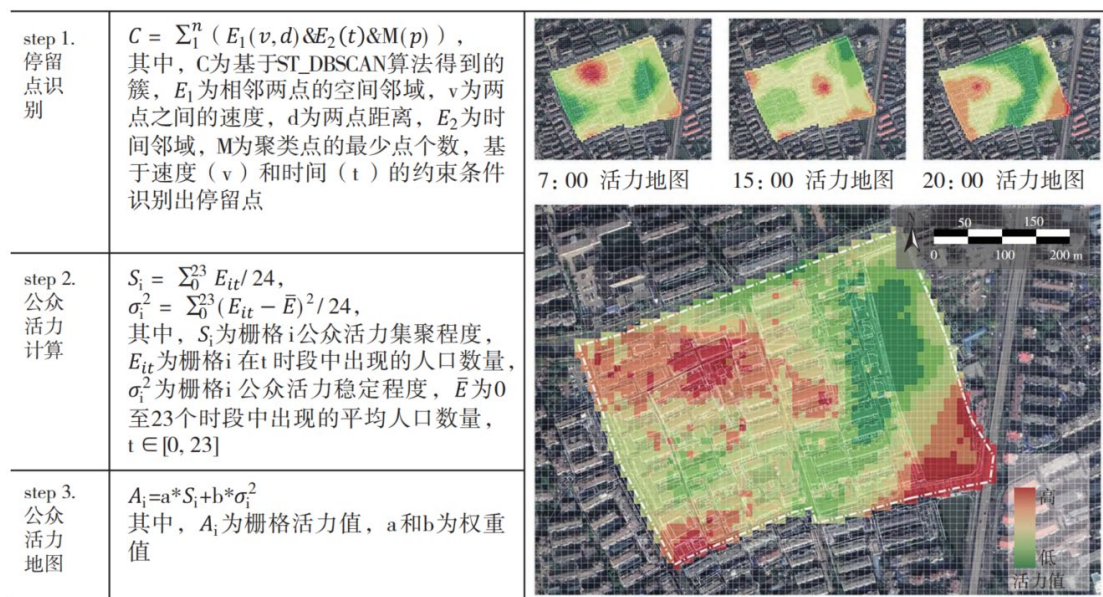 step 1.
停留
点识
别
C = ∑₁ⁿ ( E₁(v,d)&E₂(t)&M(p) ) ,
其中，C为基于ST_DBSCAN算法得到的
簇，E₁为相邻两点的空间邻域，v为两
点之间的速度，d为两点距离，E₂为时
间邻域，M为聚类点的最少点个数，基
于速度（v）和时间（t）的约束条件
识别出停留点
step 2.
公众
活力
计算
Sᵢ = ∑₀²³ Eᵢₜ/ 24，
σᵢ² = ∑₀²³(Eᵢₜ − Ē)²/ 24，
其中，Sᵢ为栅格i公众活力集聚程度，
Eᵢₜ为栅格i在t时段中出现的人口数量，
σᵢ²为栅格i公众活力稳定程度，Ē为0
至23个时段中出现的平均人口数量，
t∈[0, 23]
step 3.
公众
活力
地图
Aᵢ=a*Sᵢ+b*σᵢ²
其中，Aᵢ为栅格活力值，a和b为权重
值
7:00 活力地图
15:00 活力地图
20:00 活力地图
N
50 150
0 100 200 m
高
低
活力值